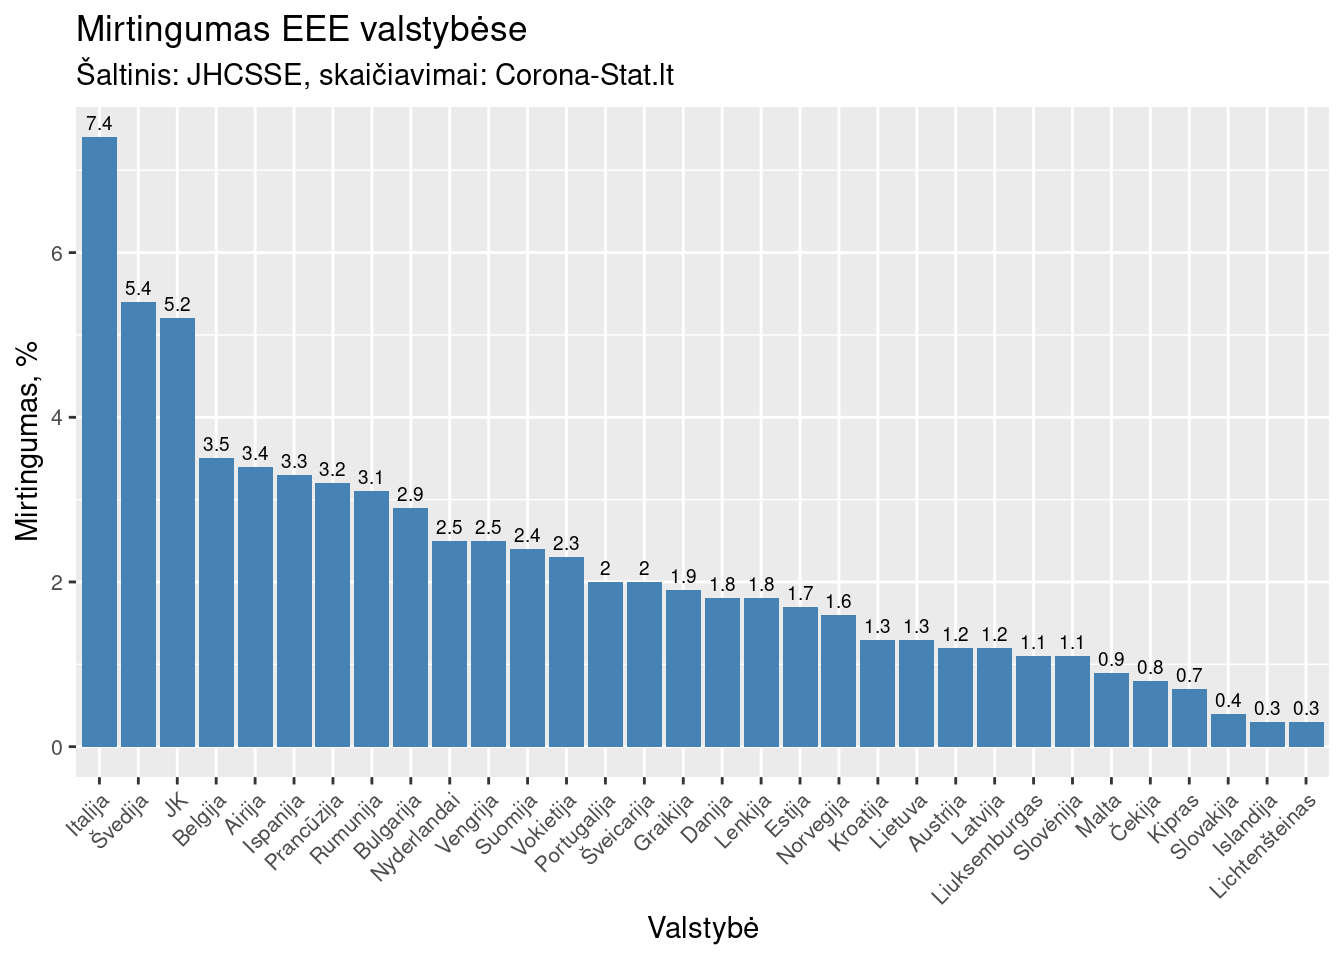 Mirtingumas EEE valstybėse
Šaltinis: JHCSSE, skaičiavimai: Corona-Stat.lt
Mirtingumas, %
6
4
2
0
7.4
5.4
5.2
3.5
3.4
3.3
3.2
3.1
2.9
2.5
2.5
2.4
2.3
2
2
1.9
1.8
1.8
1.7
1.6
1.3
1.3
1.2
1.2
1.1
1.1
0.9
0.8
0.7
0.4
0.3
0.3
Italija
Švedija
JK
Belgija
Airija
Ispanija
Prancūzija
Rumunija
Bulgarija
Nyderlandai
Vengrija
Suomija
Vokietija
Portugalija
Šveicarija
Graikija
Danija
Lenkija
Estija
Norvegija
Kroatija
Lietuva
Austrija
Latvija
Liuksemburgas
Slovėnija
Malta
Čekija
Kipras
Slovakija
Islandija
Lichtenšteinas
Valstybė